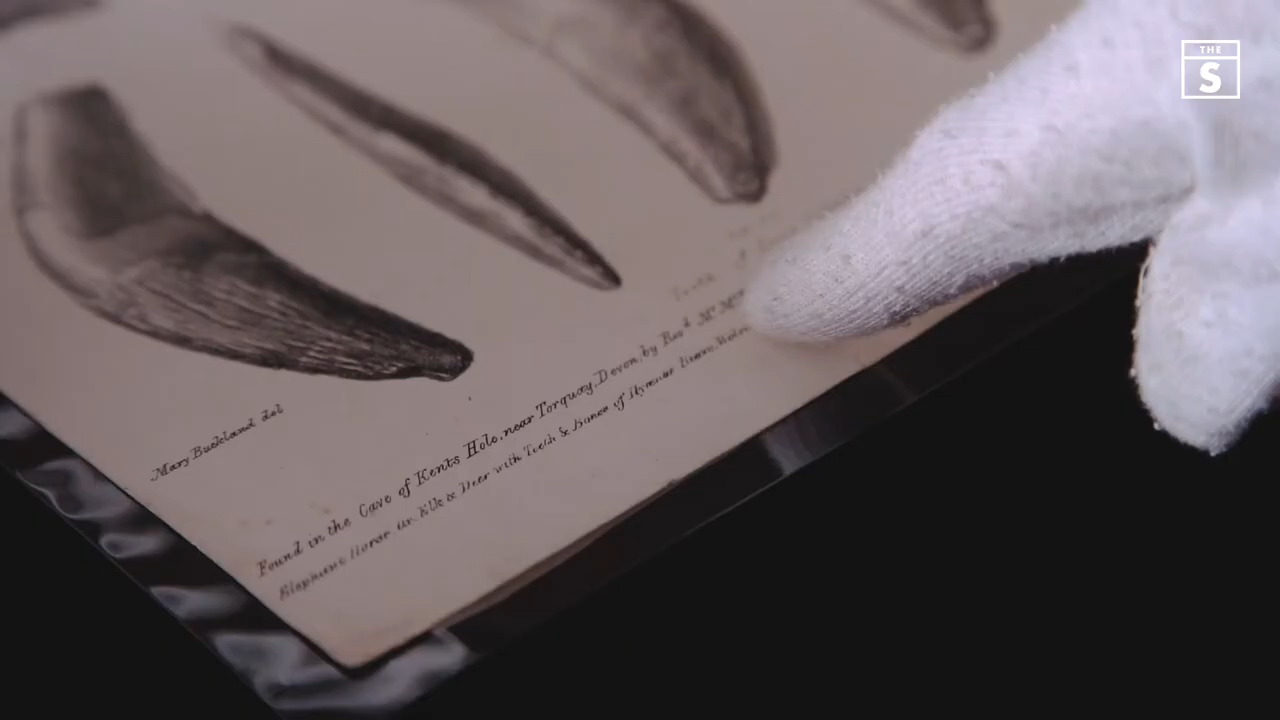 THE
S
Mary Buckland del
Teeth
Found in the Cave of Kents Hole, near Torquay, Devon, by Revd Mr
Elephant Horse, Elk & Deer with Teeth & Bones of Hyaenas